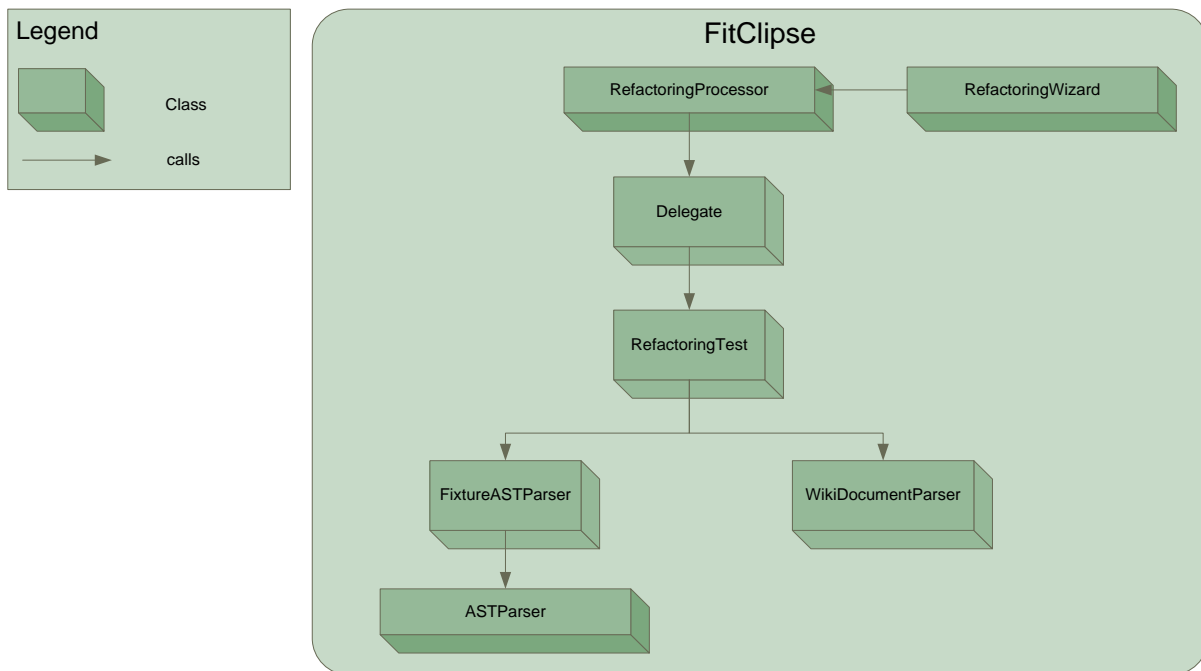 Legend
Class
calls
FitClipse
RefactoringProcessor
RefactoringWizard
Delegate
RefactoringTest
FixtureASTParser
WikiDocumentParser
ASTParser